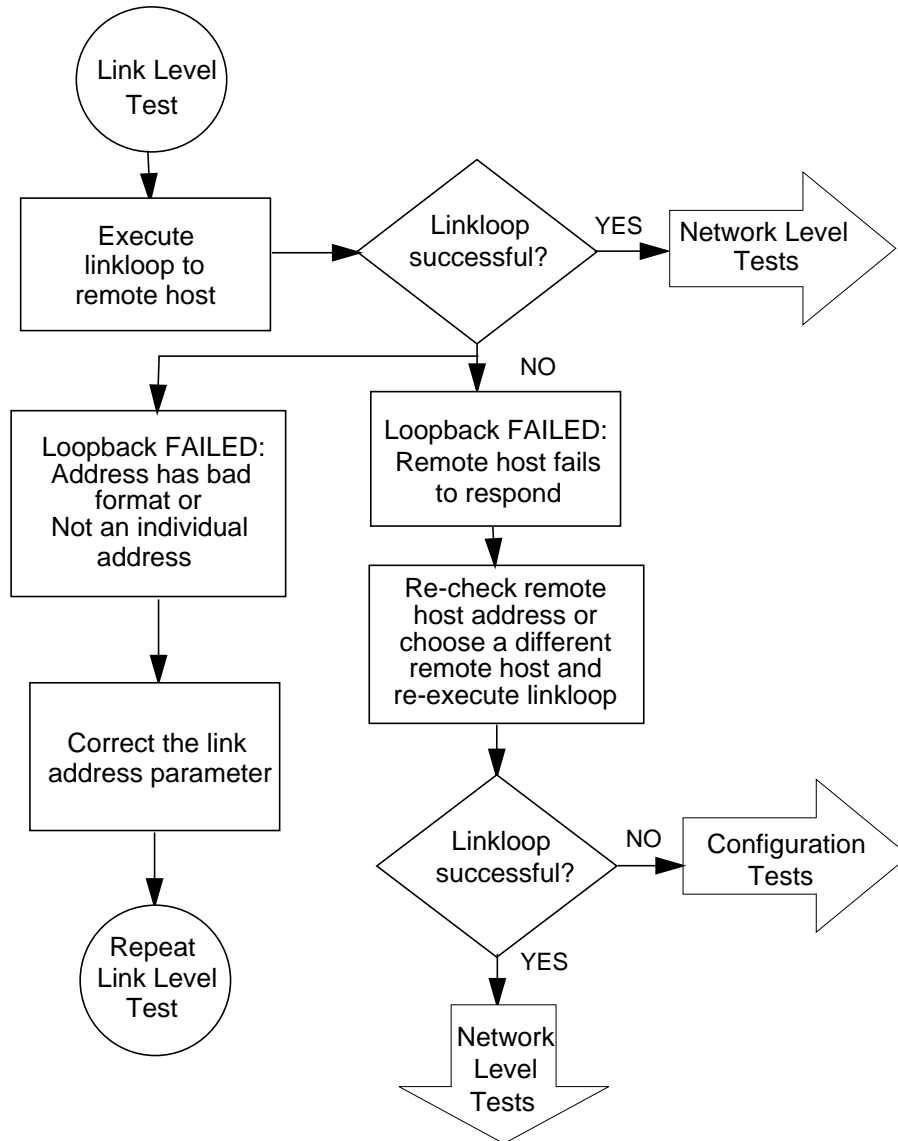 Link Level
Test
Execute
linkloop to
remote host
Linkloop
successful?
YES
Network Level
Tests
NO
Loopback FAILED:
Address has bad
format or
Not an individual
address
Loopback FAILED:
Remote host fails
to respond
Re-check remote
host address or
choose a different
remote host and
re-execute linkloop
Correct the link
address parameter
Linkloop
successful?
NO
Configuration
Tests
Repeat
Link Level
Test
YES
Network
Level
Tests